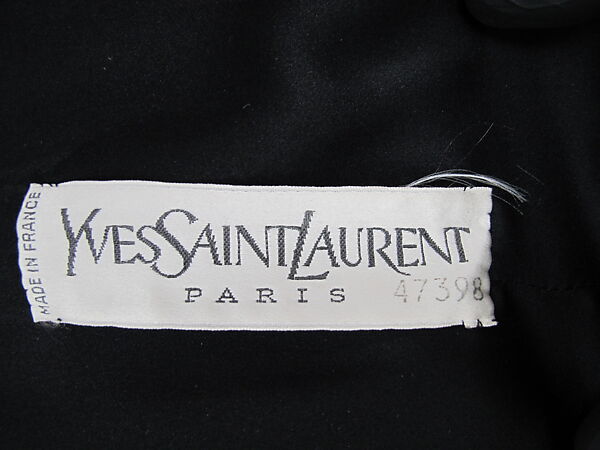 MADE IN FRANCE
YVES SAINT LAURENT
PARIS 47398